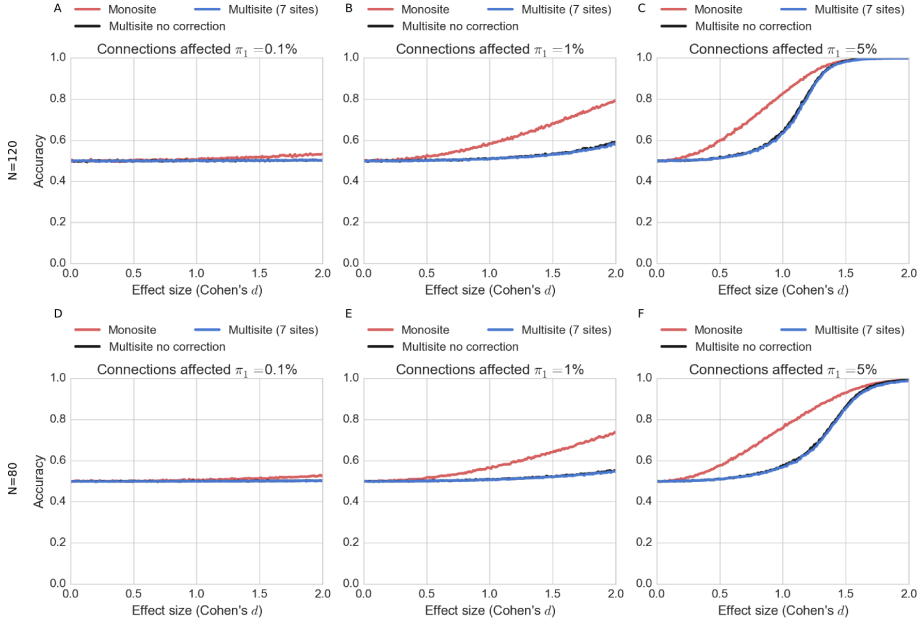 A
Monosite
Multisite (7 sites)
Multisite no correction
Connections affected π₁ =0.1%
1.0
0.8
0.6
0.4
0.2
0.0
Accuracy
N=120
0.0 0.5 1.0 1.5 2.0
Effect size (Cohen's d)
B
Monosite
Multisite (7 sites)
Multisite no correction
Connections affected π₁ =1%
1.0
0.8
0.6
0.4
0.2
0.0
0.0 0.5 1.0 1.5 2.0
Effect size (Cohen's d)
C
Monosite
Multisite (7 sites)
Multisite no correction
Connections affected π₁ =5%
1.0
0.8
0.6
0.4
0.2
0.0
0.0 0.5 1.0 1.5 2.0
Effect size (Cohen's d)
D
Monosite
Multisite (7 sites)
Multisite no correction
Connections affected π₁ =0.1%
1.0
0.8
0.6
0.4
0.2
0.0
Accuracy
N=80
0.0 0.5 1.0 1.5 2.0
Effect size (Cohen's d)
E
Monosite
Multisite (7 sites)
Multisite no correction
Connections affected π₁ =1%
1.0
0.8
0.6
0.4
0.2
0.0
0.0 0.5 1.0 1.5 2.0
Effect size (Cohen's d)
F
Monosite
Multisite (7 sites)
Multisite no correction
Connections affected π₁ =5%
1.0
0.8
0.6
0.4
0.2
0.0
0.0 0.5 1.0 1.5 2.0
Effect size (Cohen's d)